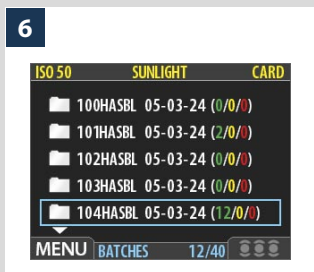 6
ISO 50 SUNLIGHT CARD
100HASBL 05-03-24 (0/0/0)
101HASBL 05-03-24 (2/0/0)
102HASBL 05-03-24 (0/0/0)
103HASBL 05-03-24 (0/0/0)
104HASBL 05-03-24 (12/0/0)
MENU BATCHES 12/40